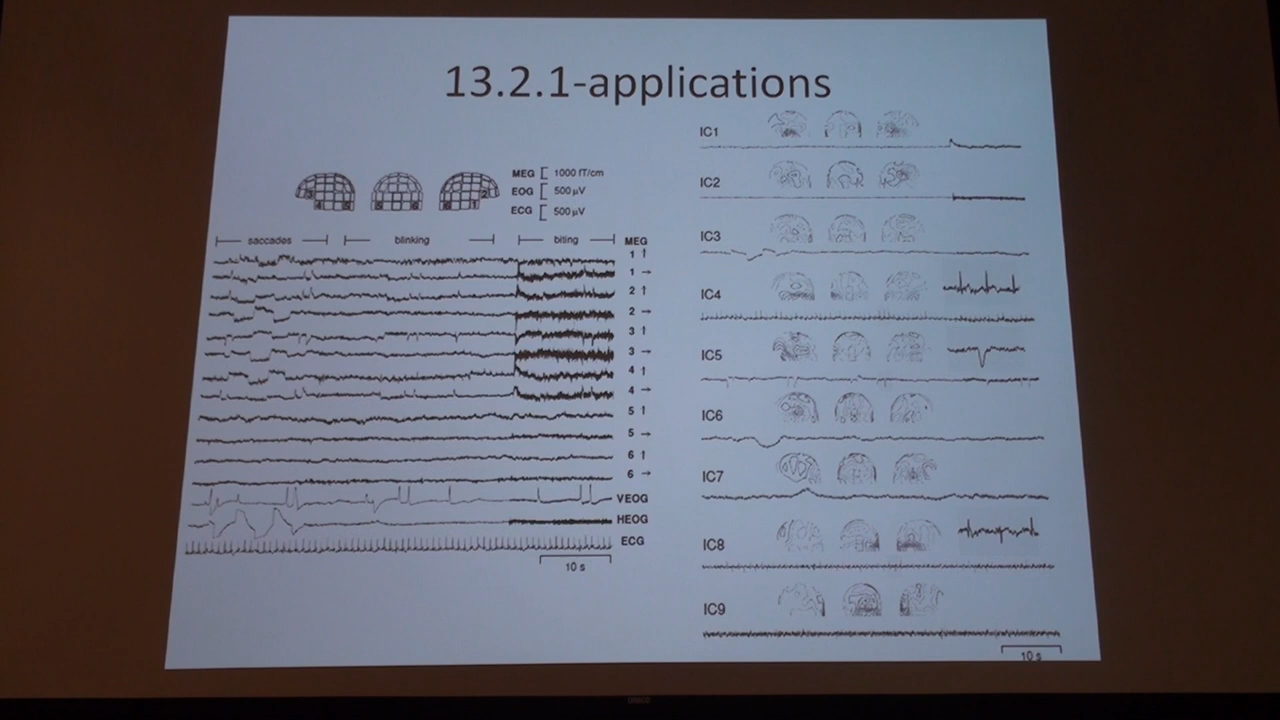 13.2.1-applications
MEG [ 1000 fT/cm
EOG [ 500 µV
ECG [ 500 µV
saccades blinking biting MEG
1 ↑
1 →
2 ↑
2 →
3 ↑
3 →
4 ↑
4 →
5 ↑
5 →
6 ↑
6 →
VEOG
HEOG
ECG
10 s
IC1
IC2
IC3
IC4
IC5
IC6
IC7
IC8
IC9
10 s